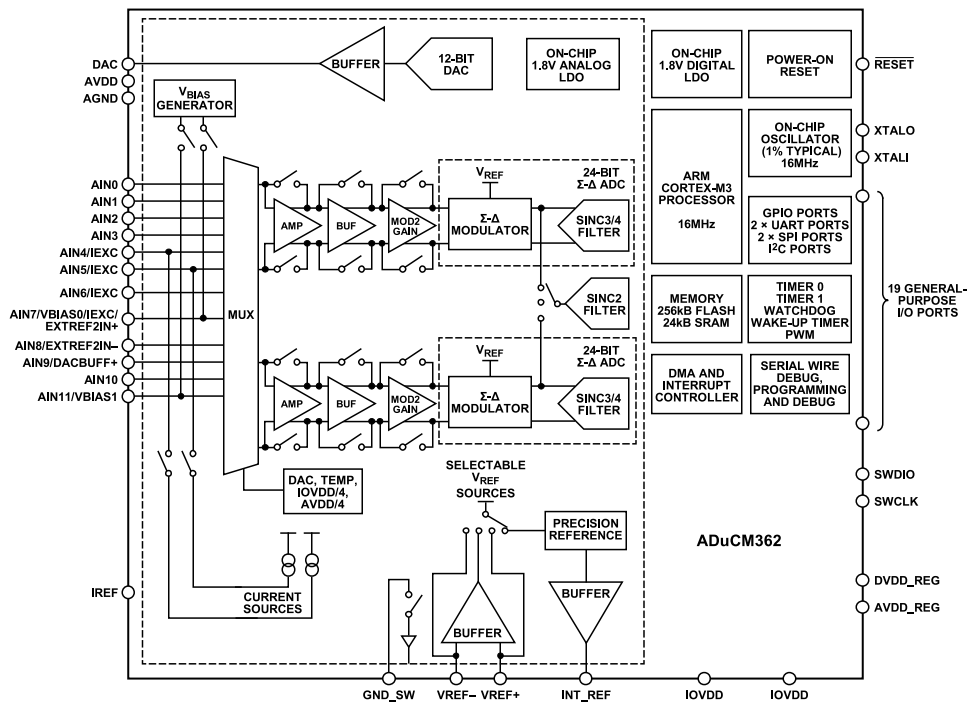 DAC
AVDD
AGND
BUFFER
12-BIT
DAC
ON-CHIP
1.8V ANALOG
LDO
ON-CHIP
1.8V DIGITAL
LDO
POWER-ON
RESET
RESET
VBIAS
GENERATOR
ON-CHIP
OSCILLATOR
(1% TYPICAL)
16MHz
XTALO
XTALI
AIN0
AIN1
AIN2
AIN3
AIN4/IEXC
AIN5/IEXC
AIN6/IEXC
AIN7/VBIAS0/IEXC/
EXTREF2IN+
AIN8/EXTREF2IN–
AIN9/DACBUFF+
AIN10
AIN11/VBIAS1
MUX
AMP
BUF
MOD2
GAIN
VREF
Σ-Δ
MODULATOR
24-BIT
Σ-Δ ADC
SINC3/4
FILTER
SINC2
FILTER
AMP
BUF
MOD2
GAIN
VREF
Σ-Δ
MODULATOR
24-BIT
Σ-Δ ADC
SINC3/4
FILTER
ARM
CORTEX-M3
PROCESSOR
16MHz
GPIO PORTS
2 × UART PORTS
2 × SPI PORTS
I2C PORTS
MEMORY
256kB FLASH
24kB SRAM
TIMER 0
TIMER 1
WATCHDOG
WAKE-UP TIMER
PWM
19 GENERAL-
PURPOSE
I/O PORTS
DMA AND
INTERRUPT
CONTROLLER
SERIAL WIRE
DEBUG,
PROGRAMMING
AND DEBUG
DAC, TEMP,
IOVDD/4,
AVDD/4
SELECTABLE
VREF
SOURCES
PRECISION
REFERENCE
SWDIO
SWCLK
ADuCM362
IREF
CURRENT
SOURCES
BUFFER
BUFFER
DVDD_REG
AVDD_REG
GND_SW
VREF–
VREF+
INT_REF
IOVDD
IOVDD